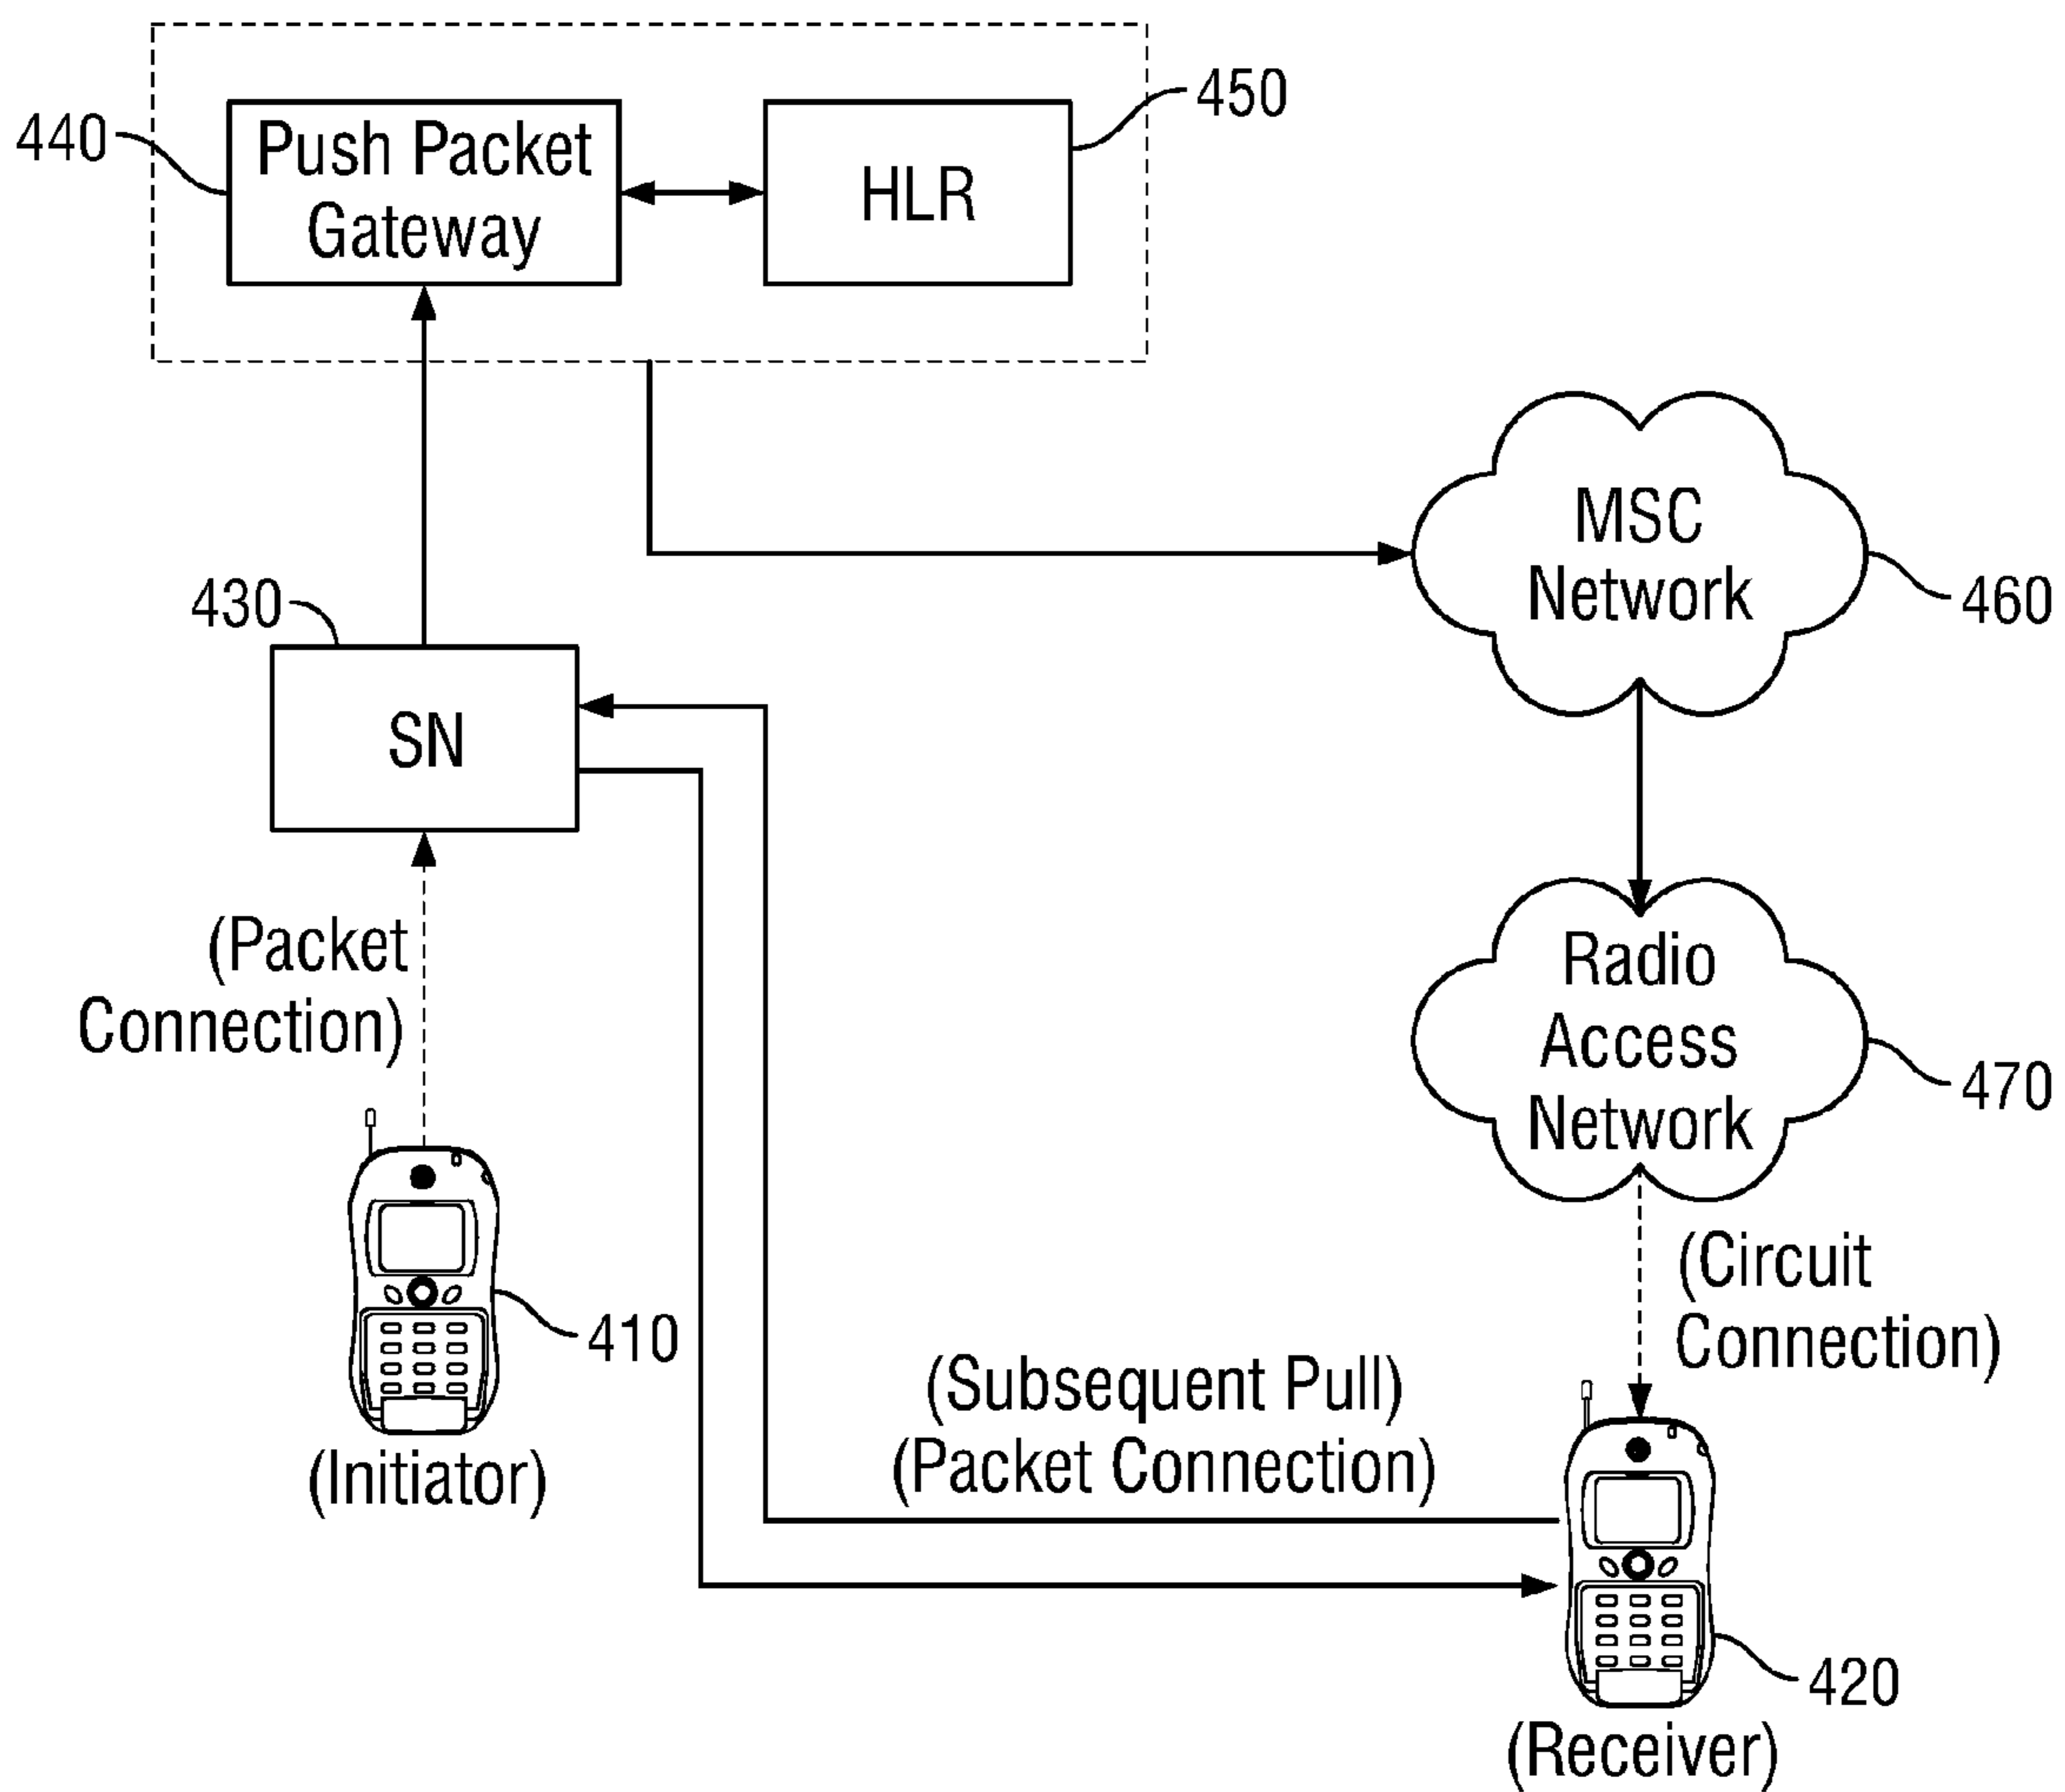 440
Push Packet
Gateway
HLR
450
MSC
Network
460
430
SN
(Packet
Connection)
Radio
Access
Network
470
410
(Initiator)
(Circuit
Connection)
(Subsequent Pull)
(Packet Connection)
420
(Receiver)